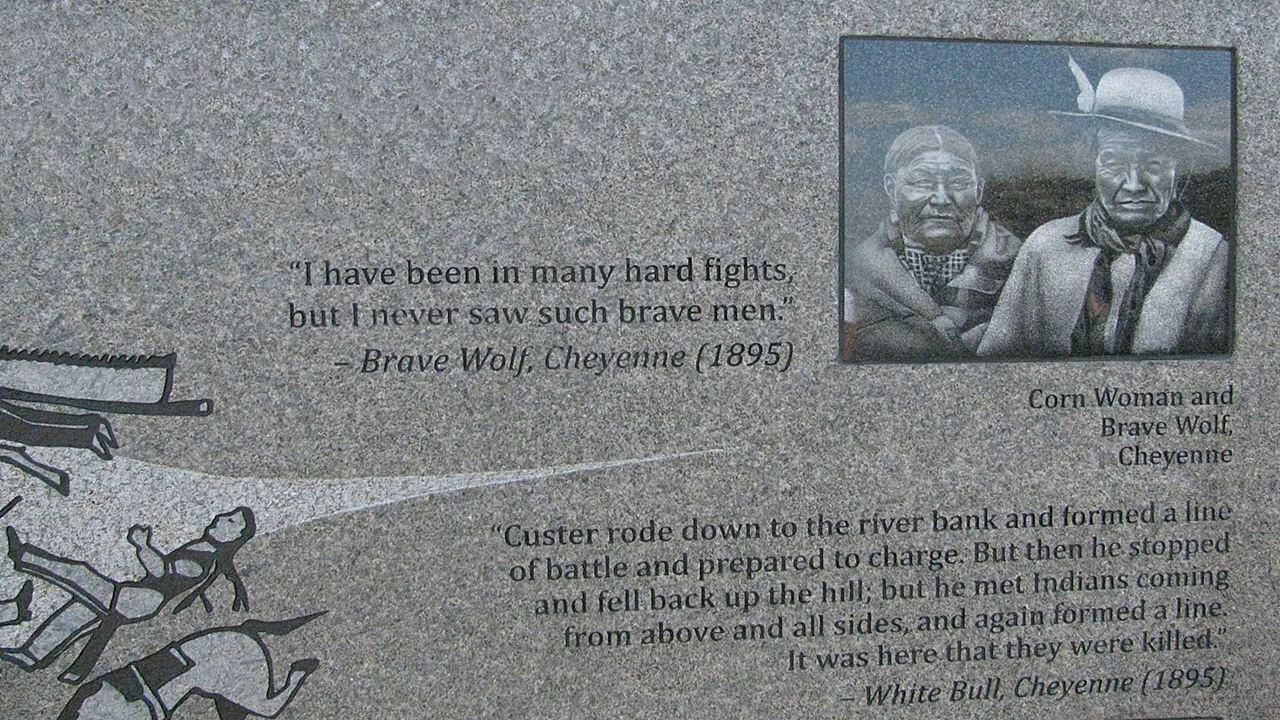 “I have been in many hard fights,
but I never saw such brave men.”
– Brave Wolf, Cheyenne (1895)
Corn Woman and
Brave Wolf,
Cheyenne
“Custer rode down to the river bank and formed a line
of battle and prepared to charge. But then he stopped
and fell back up the hill; but he met Indians coming
from above and all sides, and again formed a line.
It was here that they were killed.”
– White Bull, Cheyenne (1895)